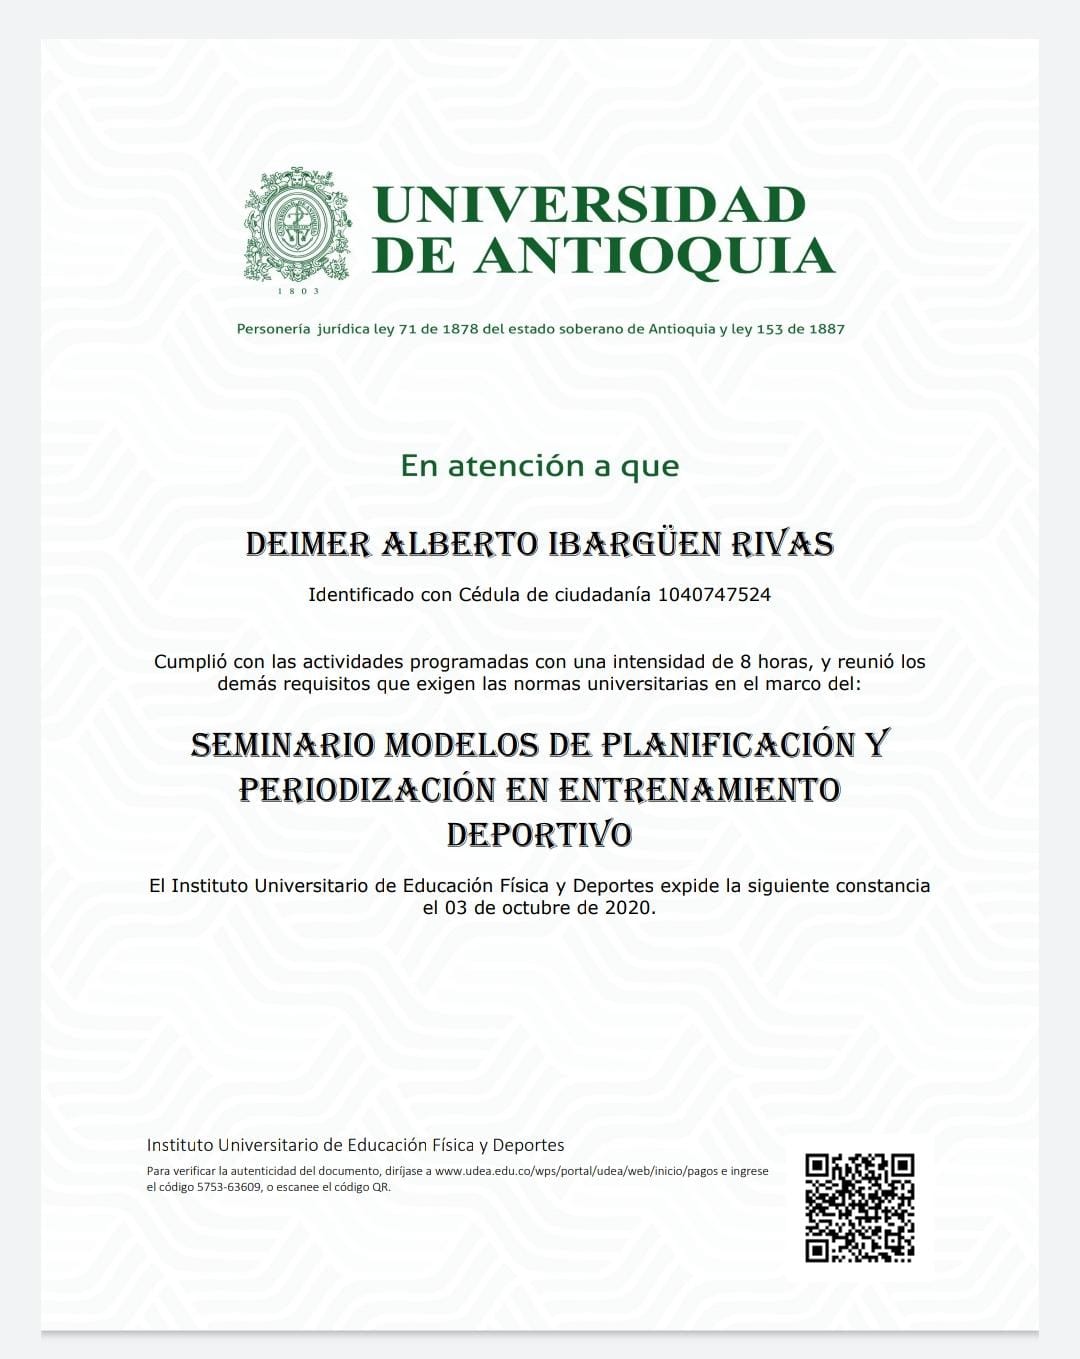 UNIVERSIDAD
DE ANTIOQUIA
1 8 0 3
Personería jurídica ley 71 de 1878 del estado soberano de Antioquia y ley 153 de 1887
En atención a que
DEIMER ALBERTO IBARGÜEN RIVAS
Identificado con Cédula de ciudadanía 1040747524
Cumplió con las actividades programadas con una intensidad de 8 horas, y reunió los
demás requisitos que exigen las normas universitarias en el marco del:
SEMINARIO MODELOS DE PLANIFICACIÓN Y
PERIODIZACIÓN EN ENTRENAMIENTO
DEPORTIVO
El Instituto Universitario de Educación Física y Deportes expide la siguiente constancia
el 03 de octubre de 2020.
Instituto Universitario de Educación Física y Deportes
Para verificar la autenticidad del documento, diríjase a www.udea.edu.co/wps/portal/udea/web/inicio/pagos e ingrese
el código 5753-63609, o escanee el código QR.